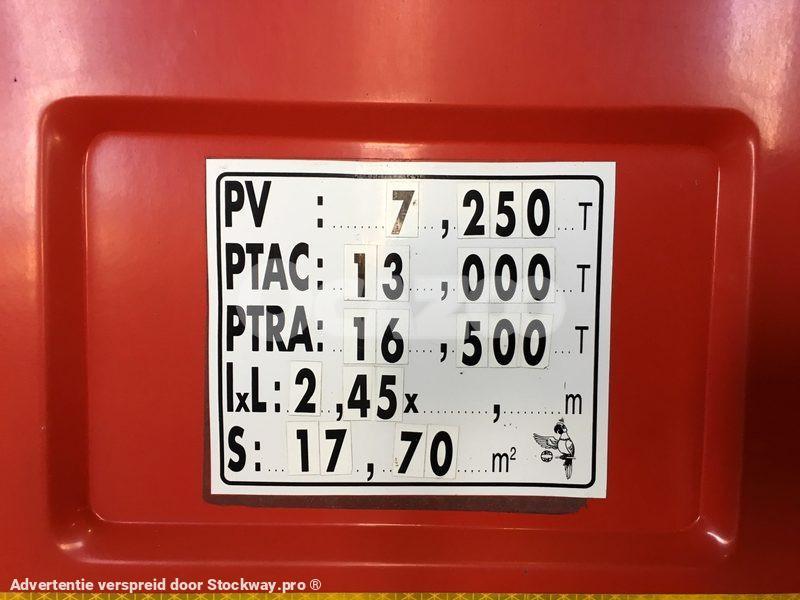 PV : 7 , 250 T
PTAC : 13 , 000 T
PTRA : 16 , 500 T
lxL : 2 , 45 x , m
S : 17 , 70 m²
Advertentie verspreid door Stockway.pro ®